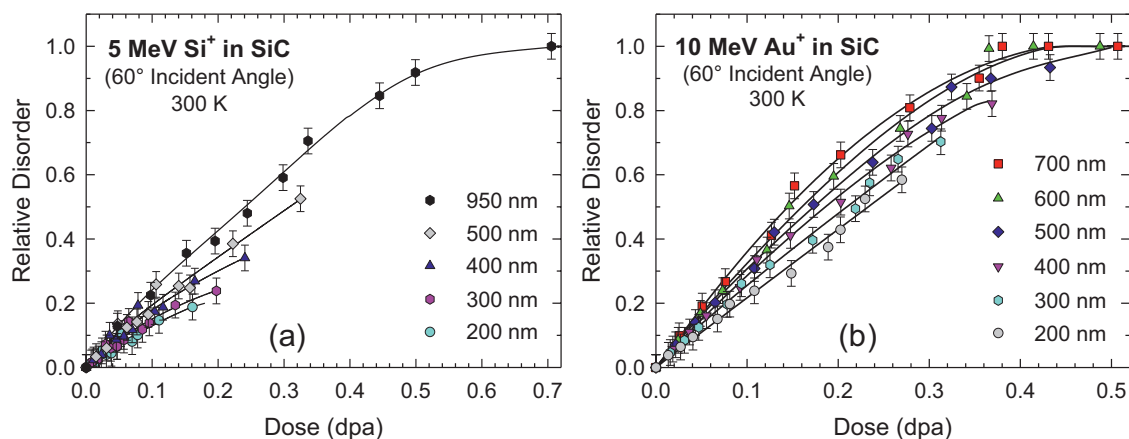 5 MeV Si⁺ in SiC
(60° Incident Angle)
300 K
Relative Disorder
1.0
0.8
0.6
0.4
0.2
0.0
950 nm
500 nm
400 nm
300 nm
200 nm
(a)
0.0 0.1 0.2 0.3 0.4 0.5 0.6 0.7
Dose (dpa)
10 MeV Au⁺ in SiC
(60° Incident Angle)
300 K
Relative Disorder
1.0
0.8
0.6
0.4
0.2
0.0
700 nm
600 nm
500 nm
400 nm
300 nm
200 nm
(b)
0.0 0.1 0.2 0.3 0.4 0.5
Dose (dpa)